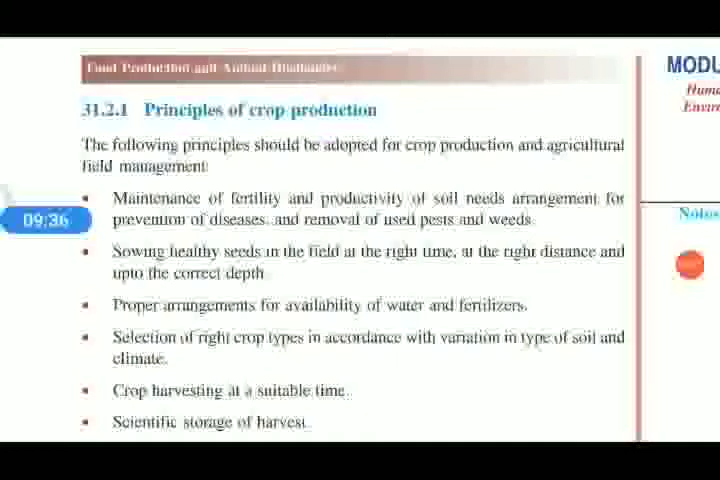 Food Production and Animal Husbandry
MODU
Huma
Enviro
31.2.1 Principles of crop production
The following principles should be adopted for crop production and agricultural
field management
• Maintenance of fertility and productivity of soil needs arrangement for
prevention of diseases, and removal of used pests and weeds
09:36
Notes
• Sowing healthy seeds in the field at the right time, at the right distance and
upto the correct depth
• Proper arrangements for availability of water and fertilizers.
• Selection of right crop types in accordance with variation in type of soil and
climate.
• Crop harvesting at a suitable time.
• Scientific storage of harvest